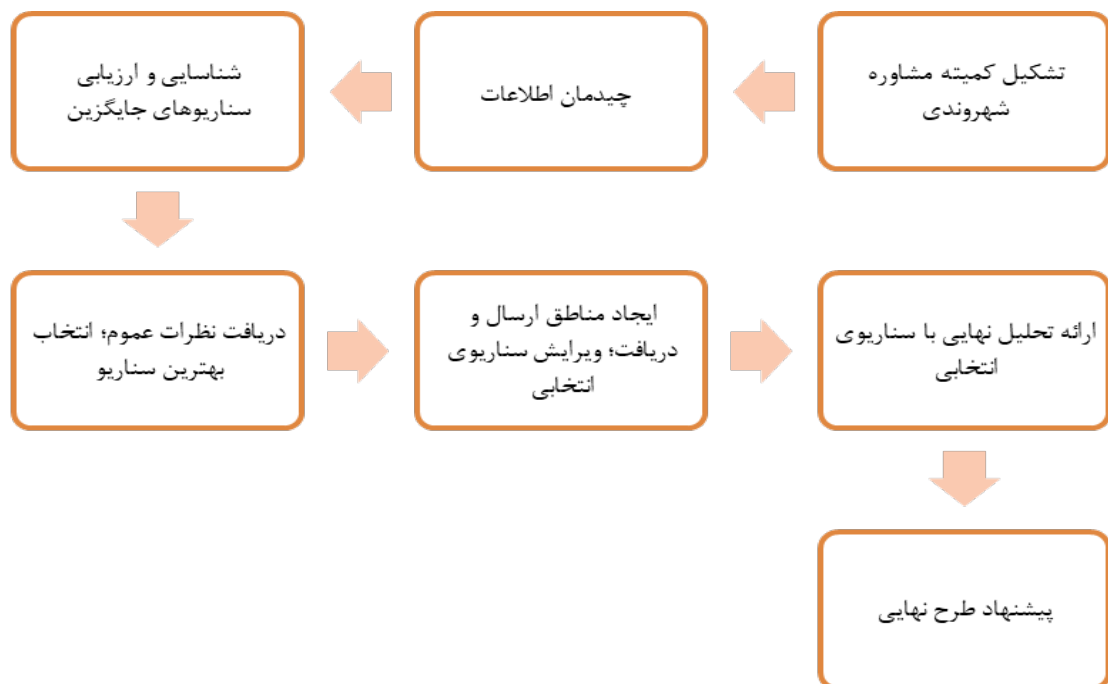 تشکیل کمیته مشاوره
شهروندی
چیدمان اطلاعات
شناسایی و ارزیابی
سناریوهای جایگزین
دریافت نظرات عموم؛ انتخاب
بهترین سناریو
ایجاد مناطق ارسال و
دریافت؛ ویرایش سناریوی
انتخابی
ارائه تحلیل نهایی با سناریوی
انتخابی
پیشنهاد طرح نهایی